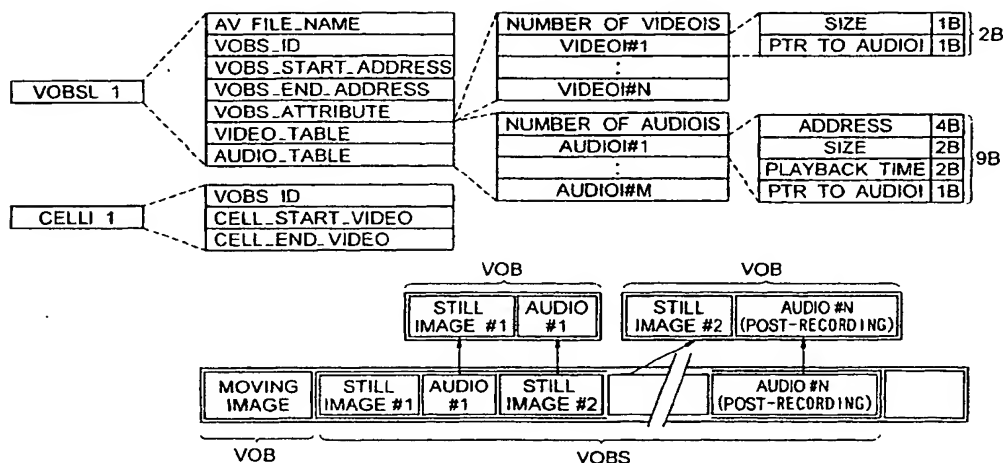 VOBSL 1
AV FILE_NAME
VOBS_ID
VOBS_START_ADDRESS
VOBS_END_ADDRESS
VOBS_ATTRIBUTE
VIDEO_TABLE
AUDIO_TABLE
NUMBER OF VIDEOIS
VIDEOI#1
:
VIDEOI#N
SIZE 1B
PTR TO AUDIOI 1B
2B
NUMBER OF AUDIOIS
AUDIOI#1
:
AUDIOI#M
ADDRESS 4B
SIZE 2B
PLAYBACK TIME 2B
PTR TO AUDIOI 1B
9B
CELLI 1
VOBS ID
CELL_START_VIDEO
CELL_END_VIDEO
VOB
VOB
STILL
IMAGE #1
AUDIO
#1
STILL
IMAGE #2
AUDIO #N
(POST-RECORDING)
MOVING
IMAGE
STILL
IMAGE #1
AUDIO
#1
STILL
IMAGE #2
AUDIO #N
(POST-RECORDING)
VOB
VOBS